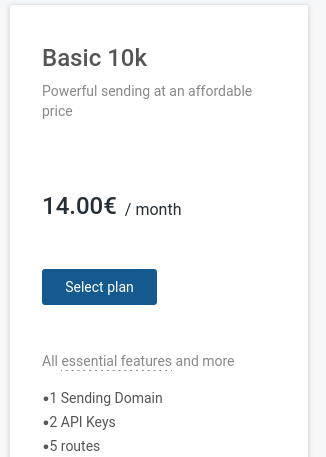 Basic 10k
Powerful sending at an affordable
price
14.00€ / month
Select plan
All essential features and more
•1 Sending Domain
•2 API Keys
•5 routes